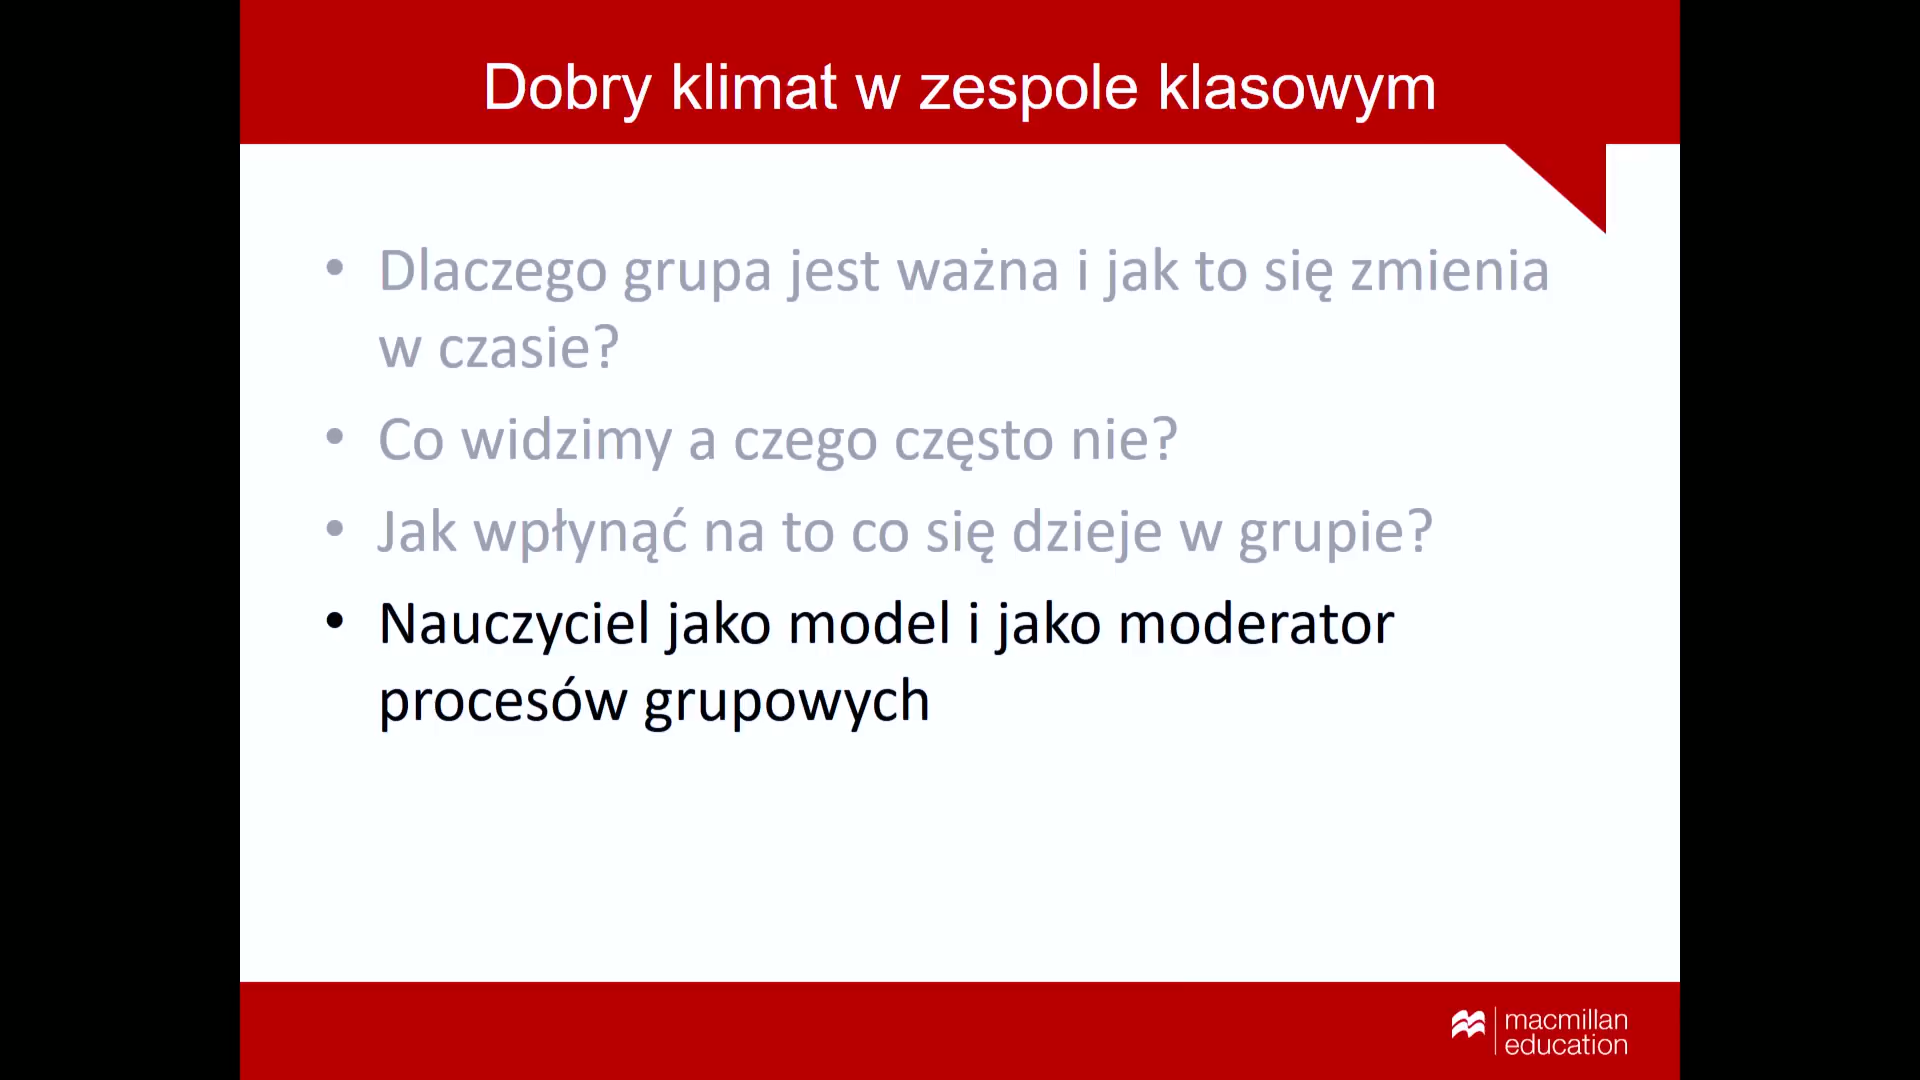 Dobry klimat w zespole klasowym
• Dlaczego grupa jest ważna i jak to się zmienia
w czasie?
• Co widzimy a czego często nie?
• Jak wpłynąć na to co się dzieje w grupie?
• Nauczyciel jako model i jako moderator
procesów grupowych
macmillan
education